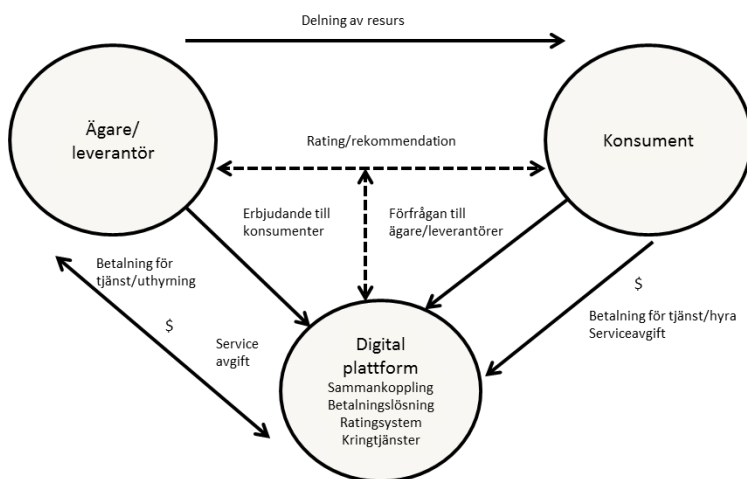 Delning av resurs
Ägare/
leverantör
Konsument
Rating/rekommendation
Erbjudande till
konsumenter
Förfrågan till
ägare/leverantörer
Betalning för
tjänst/uthyrning
$
Service
avgift
$
Betalning för tjänst/hyra
Serviceavgift
Digital
plattform
Sammankoppling
Betalningslösning
Ratingsystem
Kringtjänster